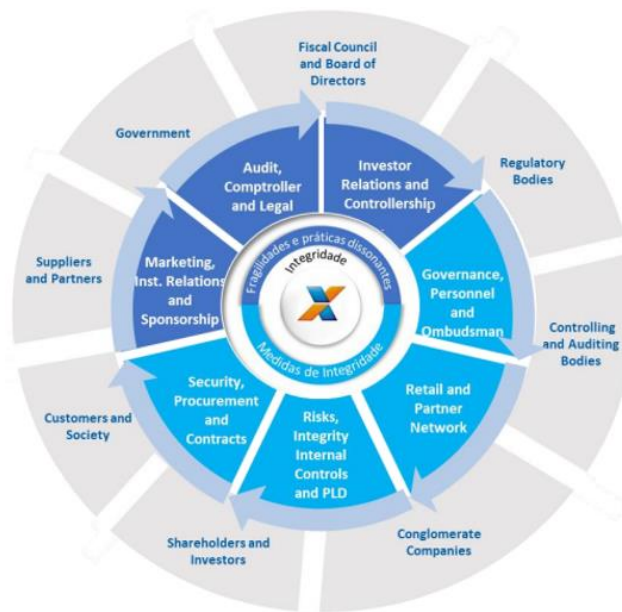 Fiscal Council
and Board of
Directors
Government
Regulatory
Bodies
Audit,
Comptroller
and Legal
Investor
Relations and
Controllership
Suppliers
and Partners
Marketing,
Inst. Relations
and
Sponsorship
Fragilidades e práticas dissonantes
Integridade
Medidas de Integridade
Governance,
Personnel
and
Ombudsman
Controlling
and Auditing
Bodies
Security,
Procurement
and
Contracts
Risks,
Integrity
Internal
Controls
and PLD
Retail and
Partner
Network
Customers and
Society
Shareholders and
Investors
Conglomerate
Companies